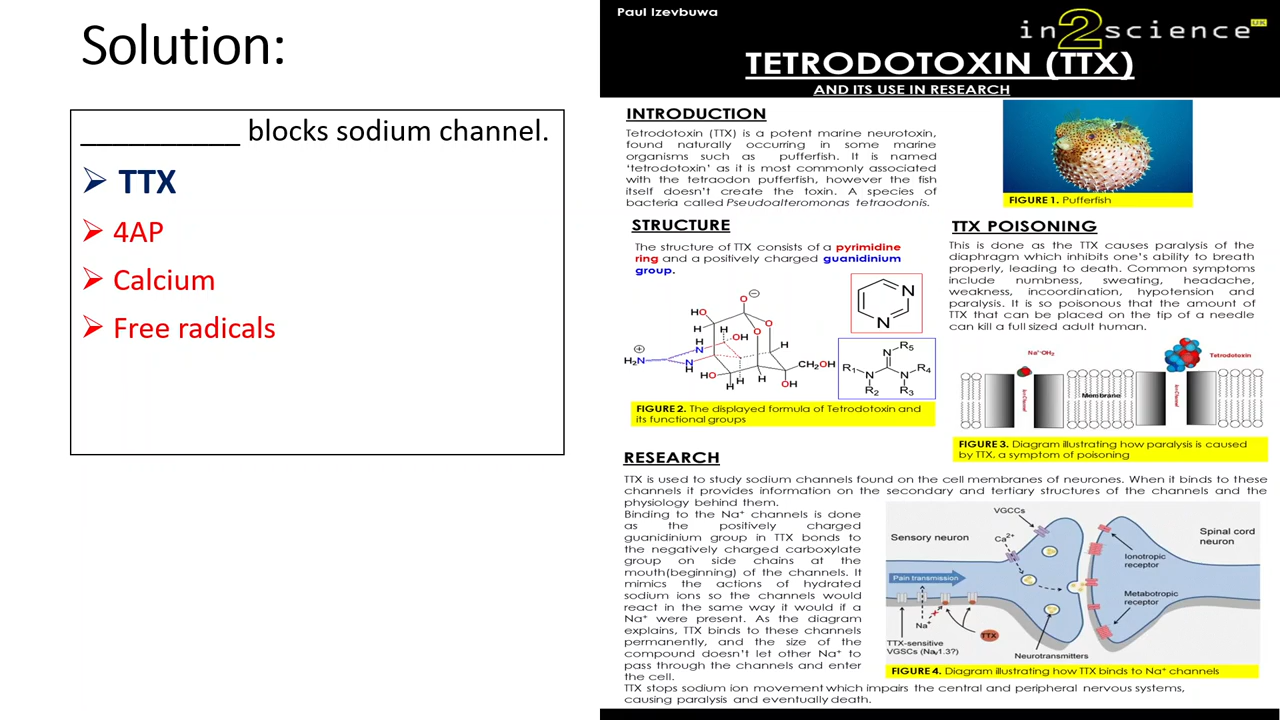 Solution:
__________ blocks sodium channel.
➢ TTX
➢ 4AP
➢ Calcium
➢ Free radicals
Paul Izevbuwa
in2scienceUK
TETRODOTOXIN (TTX)
AND ITS USE IN RESEARCH
INTRODUCTION
Tetrodotoxin (TTX) is a potent marine neurotoxin,
found naturally occurring in some marine
organisms such as pufferfish. It is named
'tetrodotoxin' as it is most commonly associated
with the tetraodon pufferfish, however the fish
itself doesn't create the toxin. A species of
bacteria called Pseudoalteromonas tetraodonis.
FIGURE 1. Pufferfish
STRUCTURE
The structure of TTX consists of a pyrimidine
ring and a positively charged guanidinium
group.
O⊖
HO
O
H
H
OH
O
H
H
N
⊕
H₂N
N
H
CH₂OH
HO
H
H
H
OH
N
N
R₅
N
R₁
N
N
R₄
R₂
R₃
FIGURE 2. The displayed formula of Tetrodotoxin and
its functional groups
TTX POISONING
This is done as the TTX causes paralysis of the
diaphragm which inhibits one's ability to breath
properly, leading to death. Common symptoms
include numbness, sweating, headache,
weakness, incoordination, hypotension and
paralysis. It is so poisonous that the amount of
TTX that can be placed on the tip of a needle
can kill a full sized adult human.
Na⁺-OH₂
Tetrodotoxin
Membrane
FIGURE 3. Diagram illustrating how paralysis is caused
by TTX, a symptom of poisoning
RESEARCH
TTX is used to study sodium channels found on the cell membranes of neurones. When it binds to these
channels it provides information on the secondary and tertiary structures of the channels and the
physiology behind them.
Binding to the Na⁺ channels is done
as the positively charged
guanidinium group in TTX bonds to
the negatively charged carboxylate
group on side chains at the
mouth(beginning) of the channels. It
mimics the actions of hydrated
sodium ions so the channels would
react in the same way it would if a
Na⁺ were present. As the diagram
explains, TTX binds to these channels
permanently, and the size of the
compound doesn't let other Na⁺ to
pass through the channels and enter
the cell.
TTX stops sodium ion movement which impairs the central and peripheral nervous systems,
causing paralysis and eventually death.
VGCCs
Sensory neuron
Ca²⁺
Spinal cord
neuron
Ionotropic
receptor
Pain transmission
Metabotropic
receptor
Na⁺
TTX
TTX-sensitive
VGSCs (Naᵥ1.3?)
Neurotransmitters
FIGURE 4. Diagram illustrating how TTX binds to Na⁺ channels